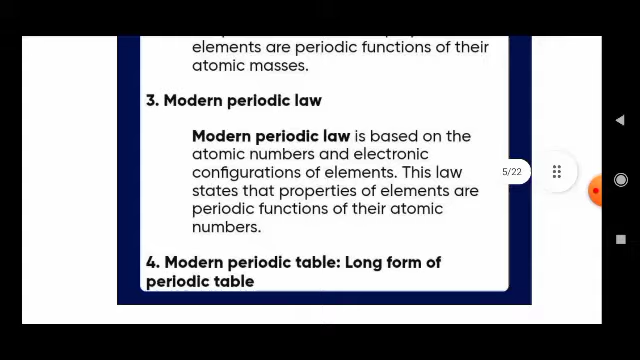 elements are periodic functions of their
atomic masses.
3. Modern periodic law
Modern periodic law is based on the
atomic numbers and electronic
configurations of elements. This law
states that properties of elements are
periodic functions of their atomic
numbers.
5/22
4. Modern periodic table: Long form of
periodic table